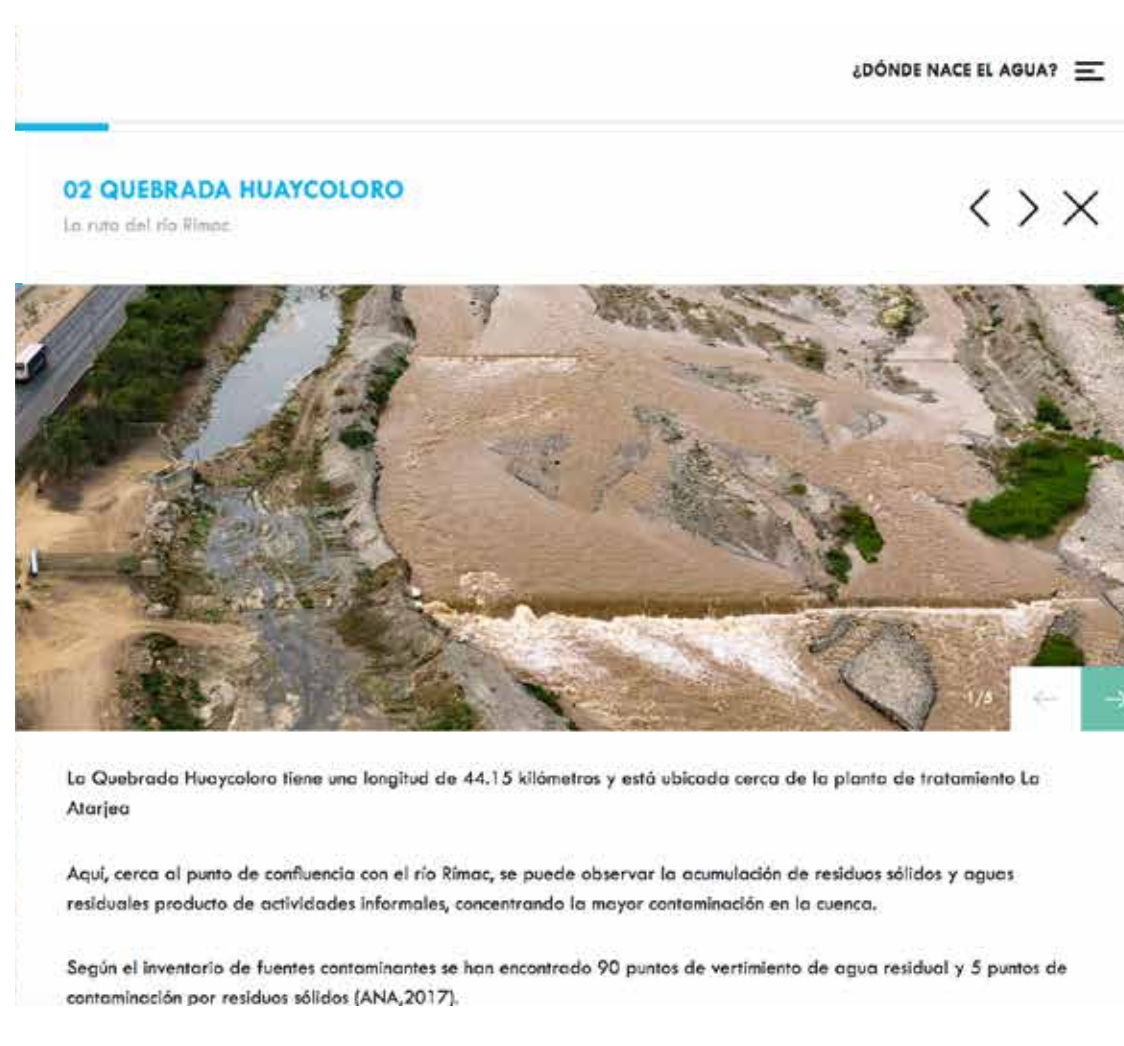 ¿DÓNDE NACE EL AGUA?
02 QUEBRADA HUAYCOLORO
La ruta del río Rímac
1/5
La Quebrada Huaycoloro tiene una longitud de 44.15 kilómetros y está ubicada cerca de la planta de tratamiento La
Atarjea
Aquí, cerca al punto de confluencia con el río Rímac, se puede observar la acumulación de residuos sólidos y aguas
residuales producto de actividades informales, concentrando la mayor contaminación en la cuenca.
Según el inventario de fuentes contaminantes se han encontrado 90 puntos de vertimiento de agua residual y 5 puntos de
contaminación por residuos sólidos (ANA,2017).